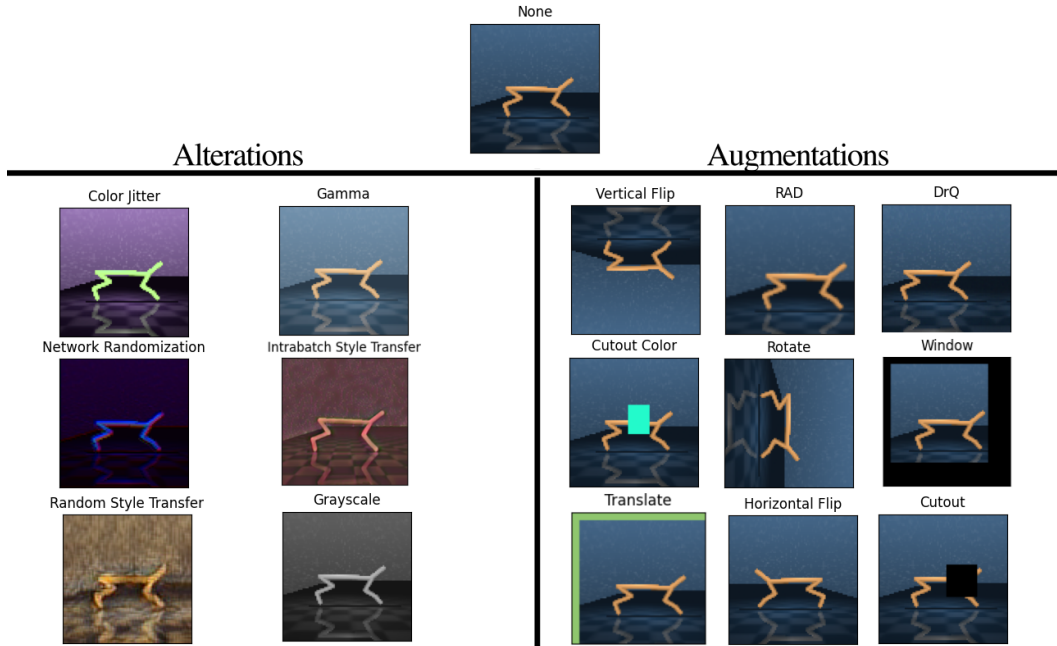 None
Alterations
Augmentations
Color Jitter
Gamma
Network Randomization
Intrabatch Style Transfer
Random Style Transfer
Grayscale
Vertical Flip
RAD
DrQ
Cutout Color
Rotate
Window
Translate
Horizontal Flip
Cutout